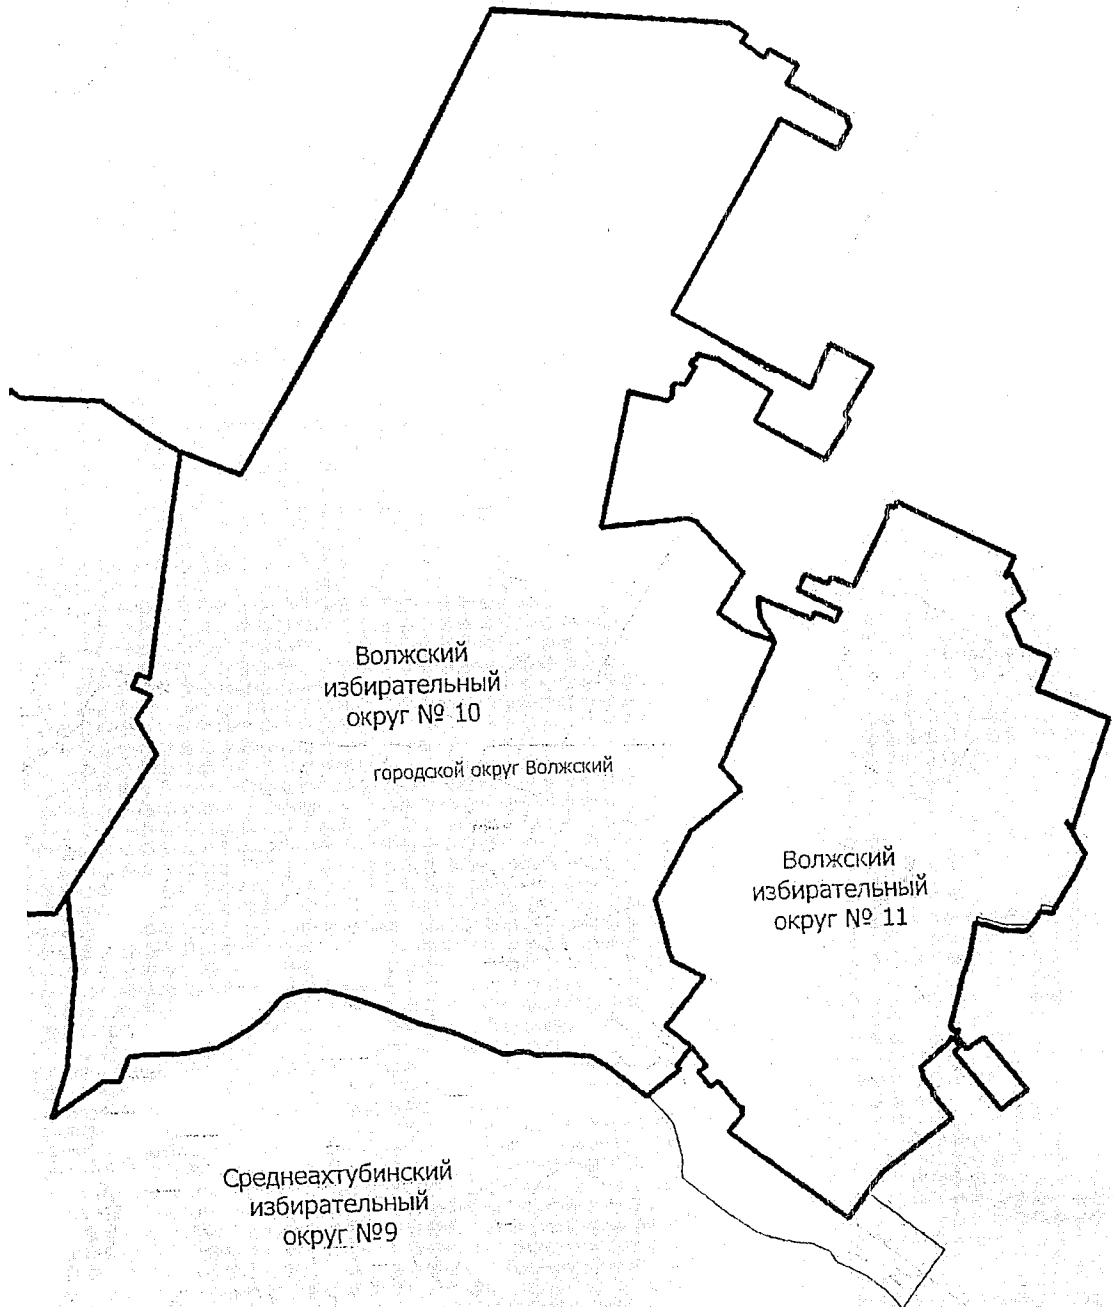 Волжский
избирательный
округ № 10
городской округ Волжский
Волжский
избирательный
округ № 11
Среднеахтубинский
избирательный
округ №9